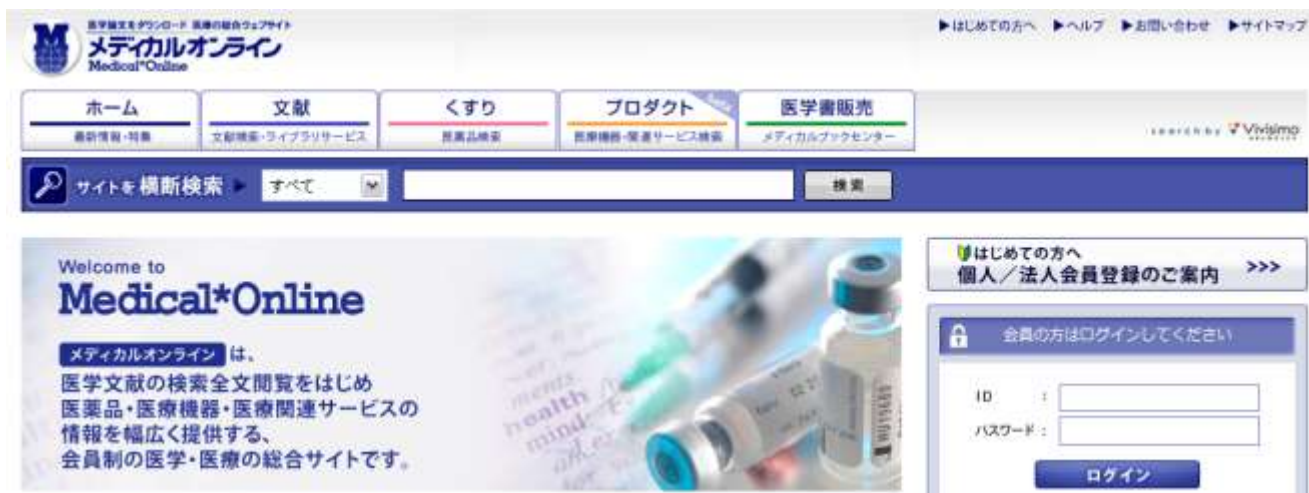 医学論文をダウンロード 医療の総合ウェブサイト
メディカルオンライン
Medical*Online
▶はじめての方へ ▶ヘルプ ▶お問い合わせ ▶サイトマップ
ホーム
最新情報・特集
文献
文献検索・ライブラリサービス
くすり
医薬品検索
プロダクト
医療機器・関連サービス検索
医学書販売
メディカルブックセンター
search by Vivisimo
サイトを横断検索 ▶ すべて 検索
Welcome to
Medical*Online
メディカルオンライン は、
医学文献の検索全文閲覧をはじめ
医薬品・医療機器・医療関連サービスの
情報を幅広く提供する、
会員制の医学・医療の総合サイトです。
health
mind
はじめての方へ
個人／法人会員登録のご案内 >>>
会員の方はログインしてください
ID :
パスワード :
ログイン